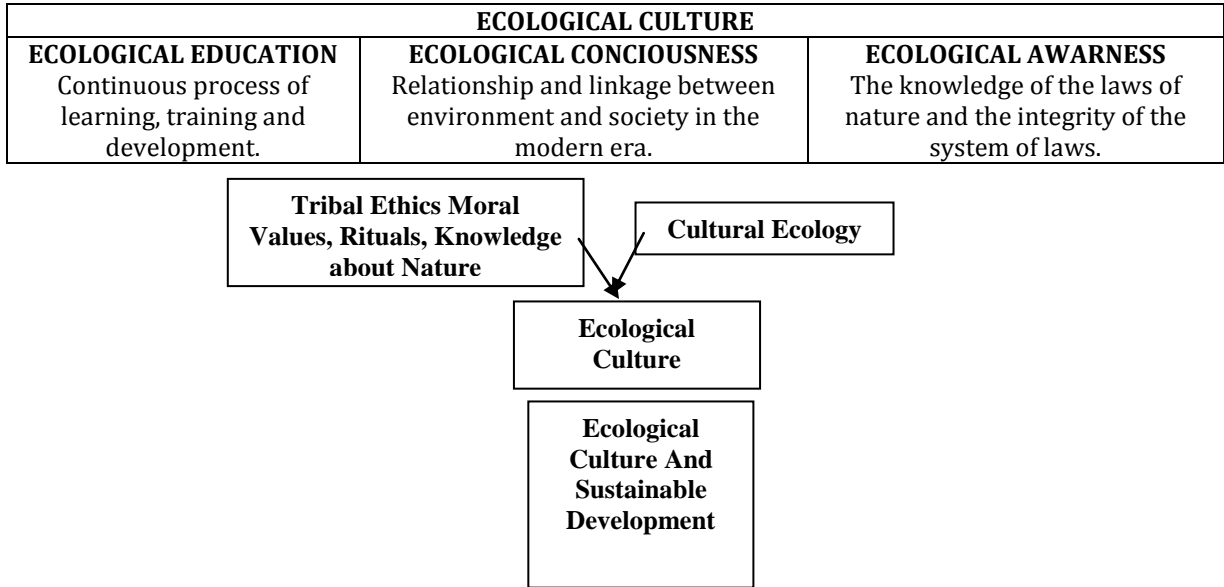 ECOLOGICAL CULTURE
ECOLOGICAL EDUCATION
Continuous process of
learning, training and
development.
ECOLOGICAL CONCIOUSNESS
Relationship and linkage between
environment and society in the
modern era.
ECOLOGICAL AWARNESS
The knowledge of the laws of
nature and the integrity of the
system of laws.
Tribal Ethics Moral
Values, Rituals, Knowledge
about Nature
Cultural Ecology
Ecological
Culture
Ecological
Culture And
Sustainable
Development